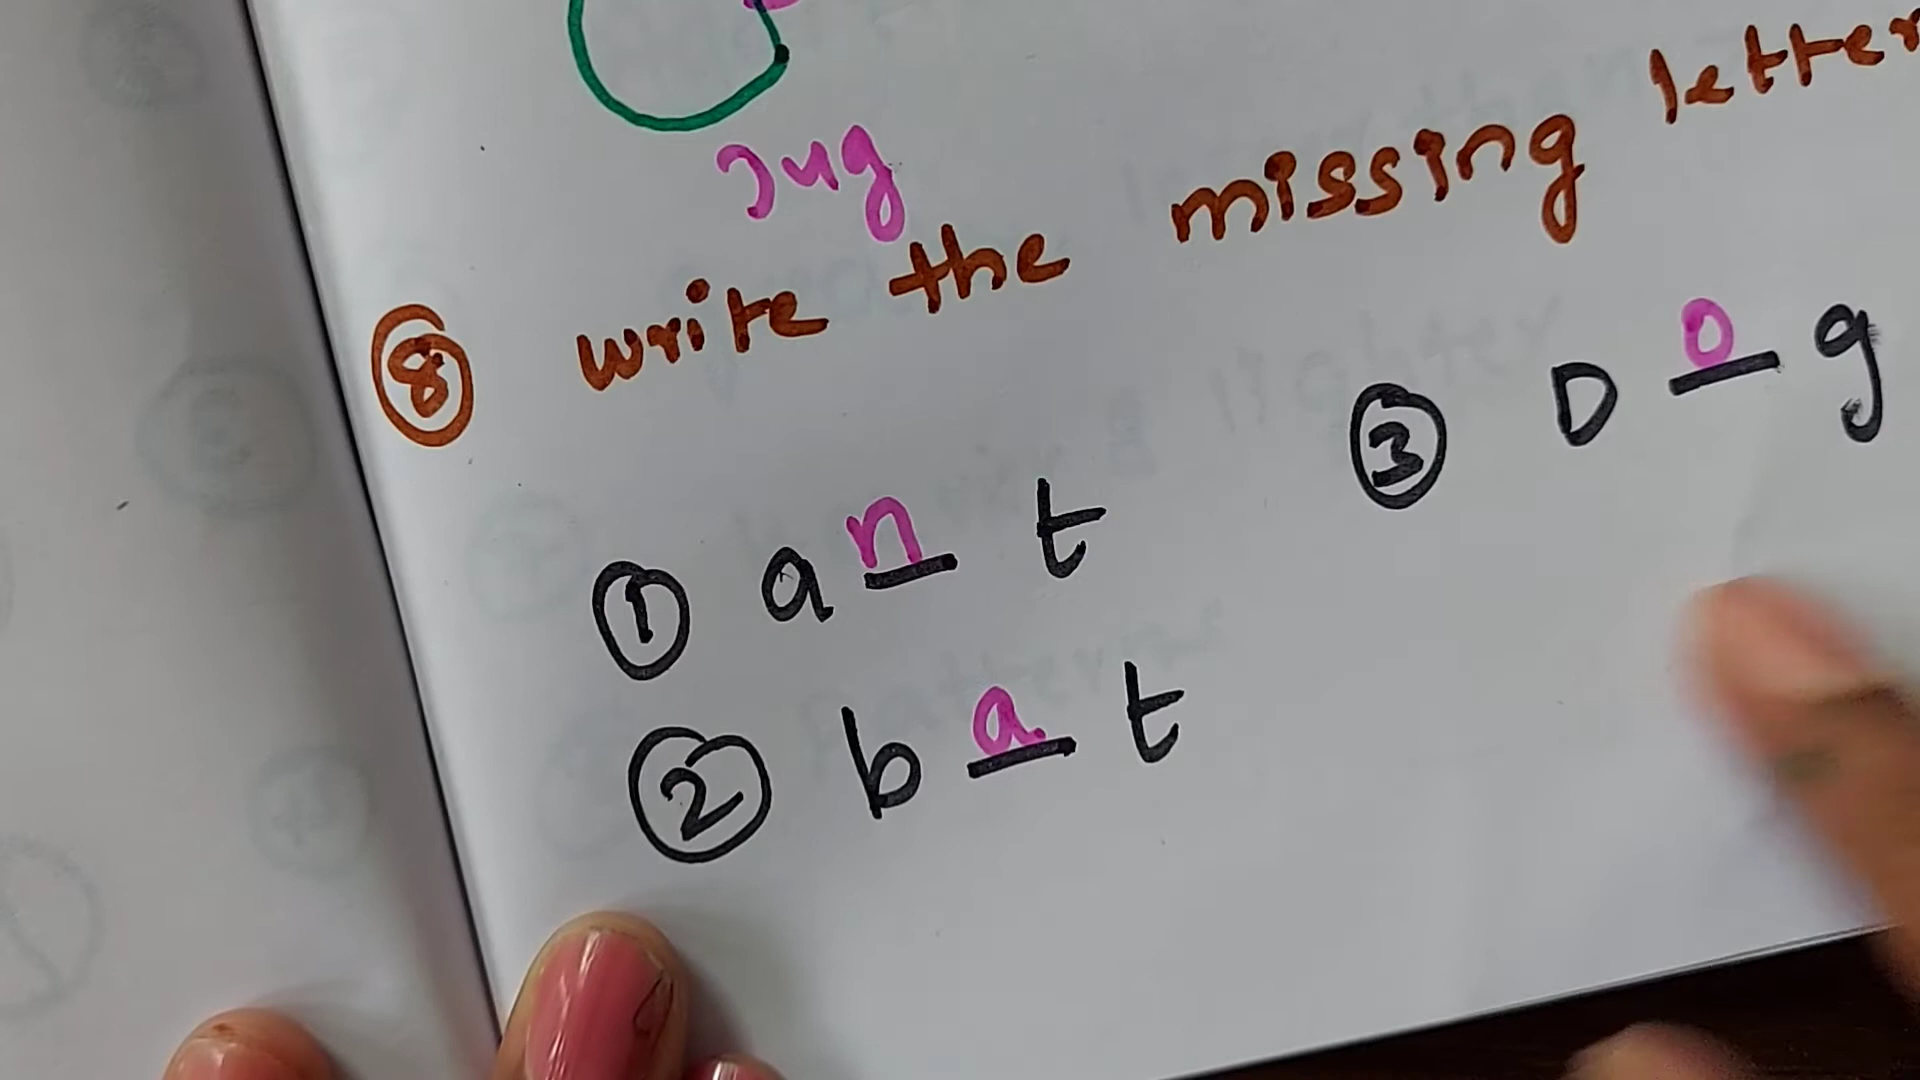 Jug
8 write the missing letter
1 a n t
2 b a t
3 D o g